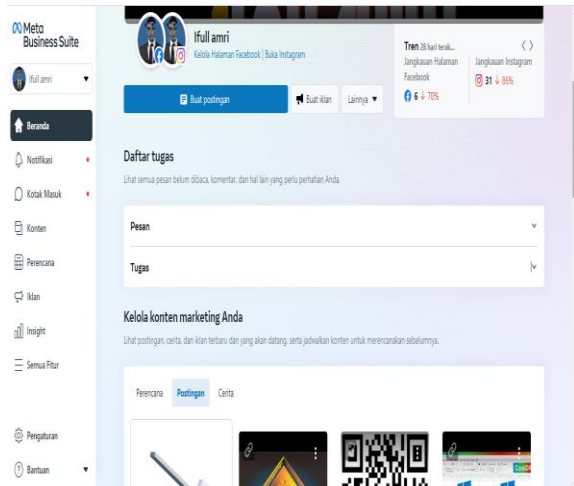 Meta
Business Suite
Ifull amri
Beranda
Notifikasi
Kotak Masuk
Konten
Perencana
Iklan
Insight
Semua Fitur
Pengaturan
Bantuan
Ifull amri
Kelola Halaman Facebook | Buka Instagram
Buat postingan
Buat iklan
Lainnya
Tren 28 hari terak...
Jangkauan Halaman
Facebook
6 ↓ 70%
Jangkauan Instagram
31 ↓ 86%
Daftar tugas
Lihat semua pesan belum dibaca, komentar, dan hal lain yang perlu perhatian Anda.
Pesan
Tugas
Kelola konten marketing Anda
Lihat postingan, cerita, dan iklan terbaru dan yang akan datang, serta jadwalkan konten untuk merencanakan sebelumnya.
Perencana
Postingan
Cerita